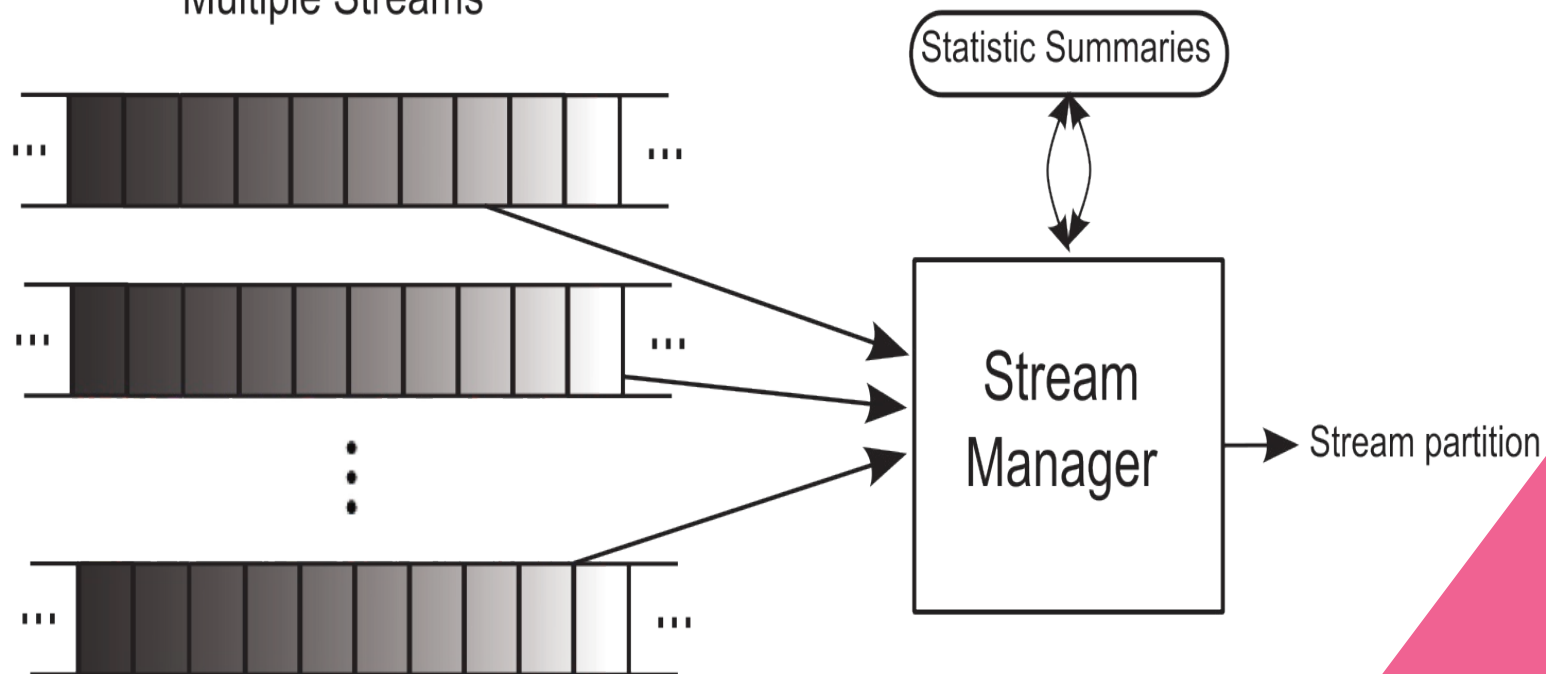 Multiple Streams
Statistic Summaries
...
...
...
...
Stream
Manager
Stream partition
...
...